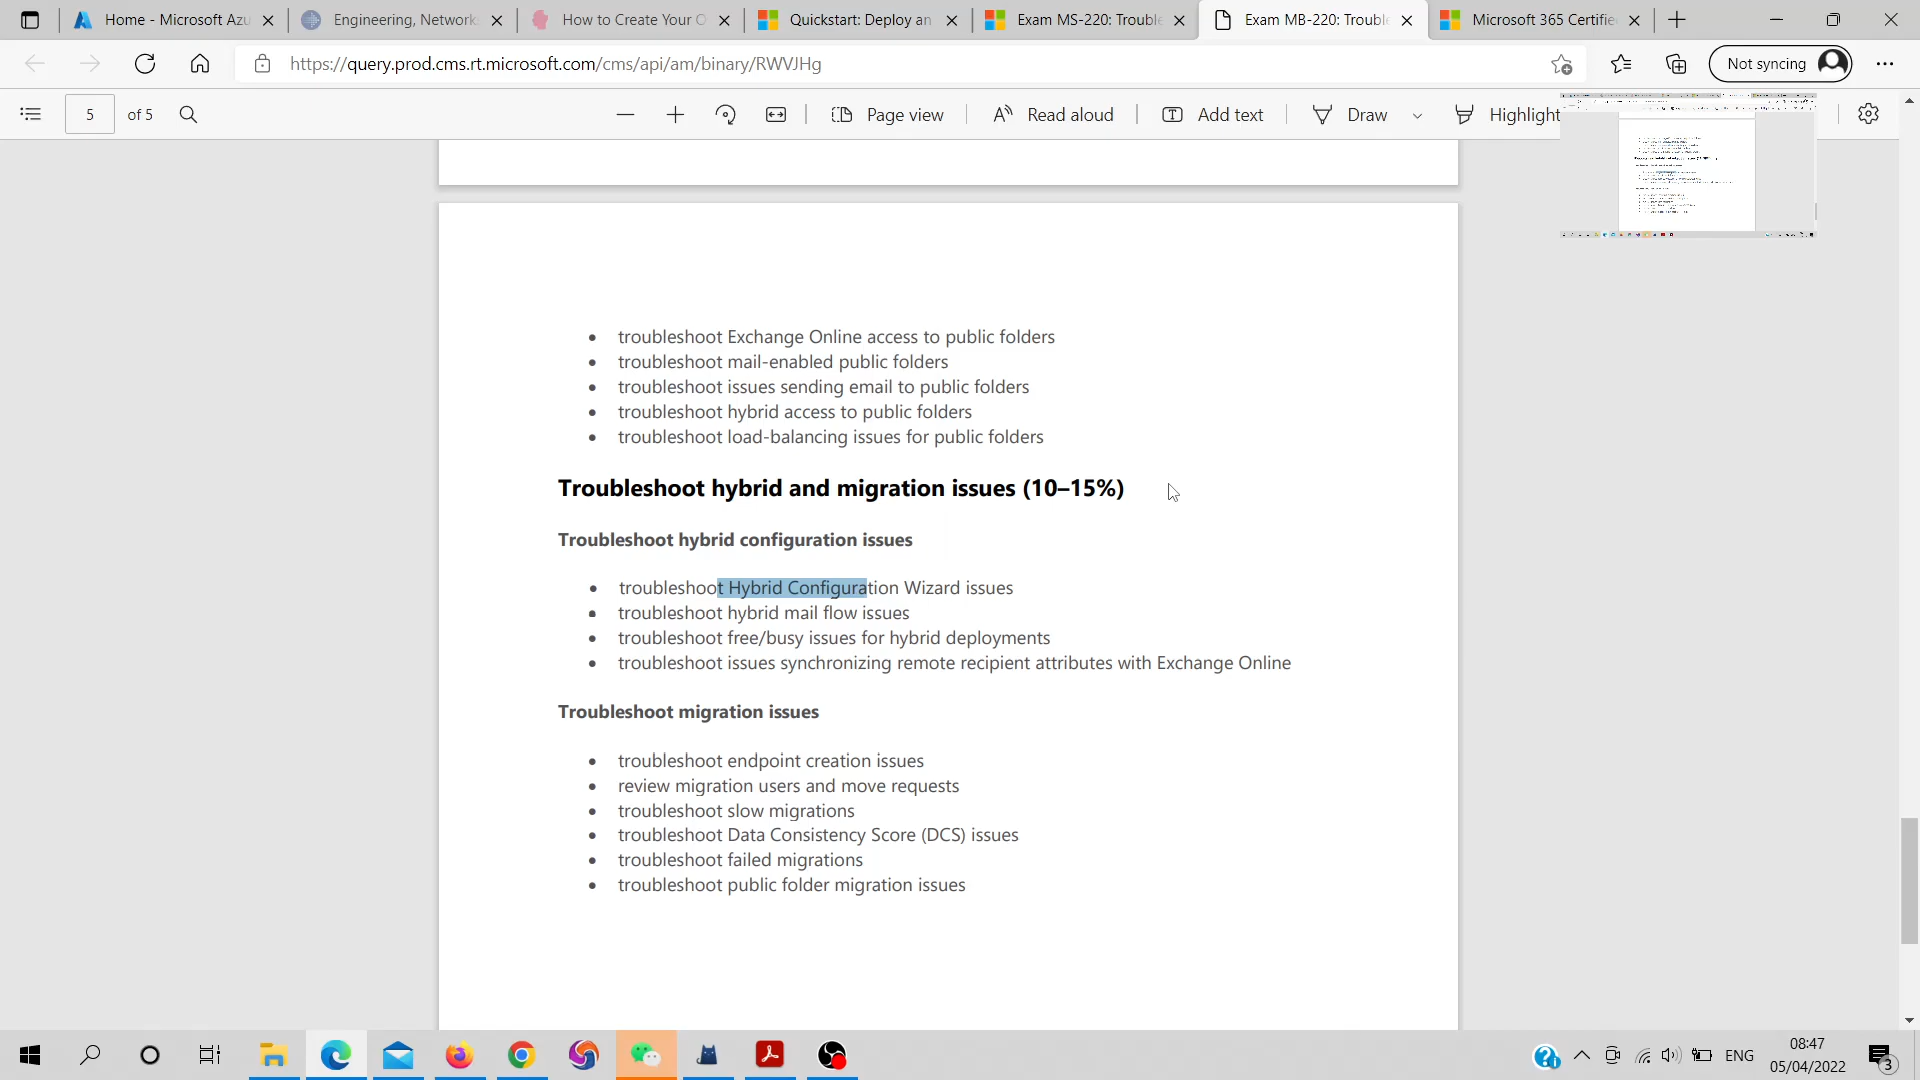 Home - Microsoft Azu
Engineering, Network
How to Create Your O
Quickstart: Deploy an
Exam MS-220: Trouble
Exam MB-220: Trouble
Microsoft 365 Certifie
https://query.prod.cms.rt.microsoft.com/cms/api/am/binary/RWVJHg
Not syncing
5 of 5
Page view
Read aloud
Add text
Draw
Highlight
troubleshoot Exchange Online access to public folders
troubleshoot mail-enabled public folders
troubleshoot issues sending email to public folders
troubleshoot hybrid access to public folders
troubleshoot load-balancing issues for public folders
Troubleshoot hybrid and migration issues (10–15%)
Troubleshoot hybrid configuration issues
troubleshoot Hybrid Configuration Wizard issues
troubleshoot hybrid mail flow issues
troubleshoot free/busy issues for hybrid deployments
troubleshoot issues synchronizing remote recipient attributes with Exchange Online
Troubleshoot migration issues
troubleshoot endpoint creation issues
review migration users and move requests
troubleshoot slow migrations
troubleshoot Data Consistency Score (DCS) issues
troubleshoot failed migrations
troubleshoot public folder migration issues
ENG
08:47
05/04/2022
3